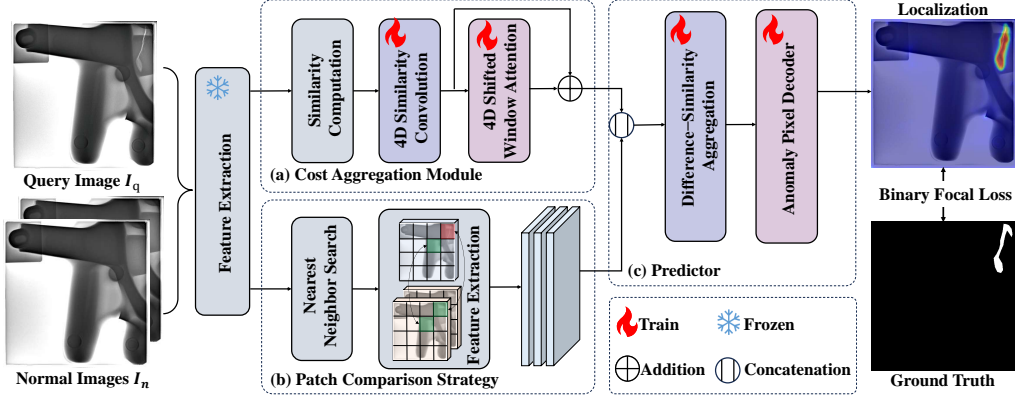 Query Image Iq
Normal Images In
Feature Extraction
Similarity
Computation
4D Similarity
Convolution
4D Shifted
Window Attention
(a) Cost Aggregation Module
Nearest
Neighbor Search
Feature Extraction
(b) Patch Comparison Strategy
Difference–Similarity
Aggregation
Anomaly Pixel Decoder
(c) Predictor
Train
Frozen
Addition
Concatenation
Localization
Binary Focal Loss
Ground Truth